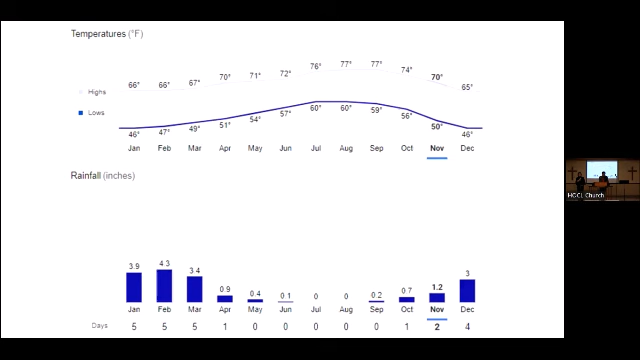 Temperatures (°F)
66° 66° 67° 70° 71° 72° 76° 77° 77° 74° 70° 65°
Highs
Lows
46° 47° 49° 51° 54° 57° 60° 60° 59° 56° 50° 46°
Jan Feb Mar Apr May Jun Jul Aug Sep Oct Nov Dec
Rainfall (inches)
3.9 4.3 3.4 0.9 0.4 0.1 0 0 0.2 0.7 1.2 3
Jan Feb Mar Apr May Jun Jul Aug Sep Oct Nov Dec
Days 5 5 5 1 0 0 0 0 0 1 2 4
HGCL Church